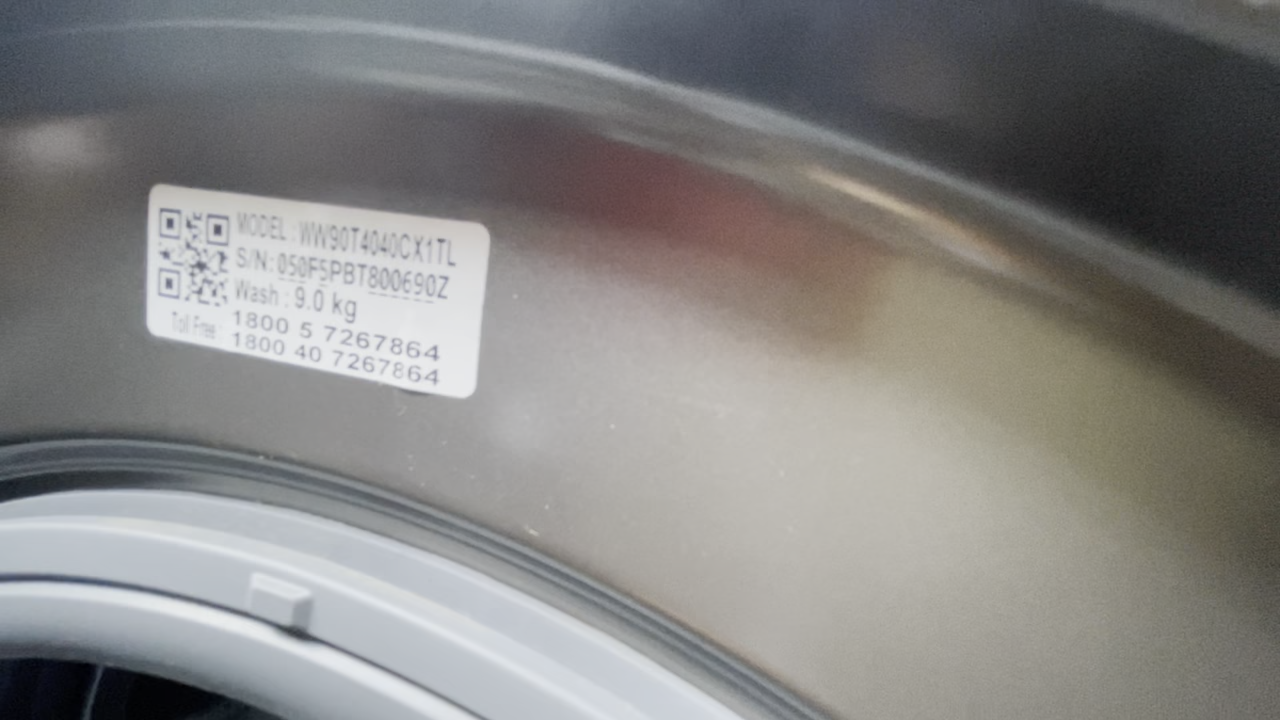 MODEL : WW90T4040CX1TL
S/N: 050F5PBT800690Z
Wash : 9.0 kg
Toll Free : 1800 5 7267864
1800 40 7267864